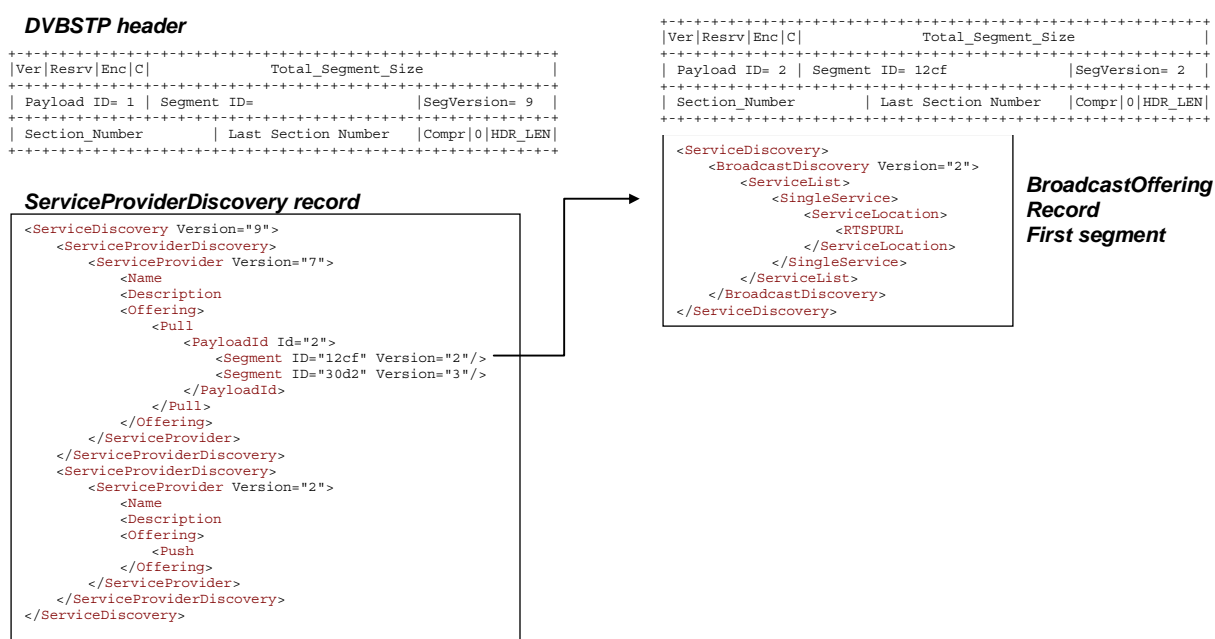 DVBSTP header
+-+-+-+-+-+-+-+-+-+-+-+-+-+-+-+-+-+-+-+-+-+-+-+-+-+-+-+-+-+-+-+-+
|Ver|Resrv|Enc|C| Total_Segment_Size |
+-+-+-+-+-+-+-+-+-+-+-+-+-+-+-+-+-+-+-+-+-+-+-+-+-+-+-+-+-+-+-+-+
| Payload ID= 1 | Segment ID= |SegVersion= 9 |
+-+-+-+-+-+-+-+-+-+-+-+-+-+-+-+-+-+-+-+-+-+-+-+-+-+-+-+-+-+-+-+-+
| Section_Number | Last Section Number |Compr|0|HDR_LEN|
+-+-+-+-+-+-+-+-+-+-+-+-+-+-+-+-+-+-+-+-+-+-+-+-+-+-+-+-+-+-+-+-+
ServiceProviderDiscovery record
<ServiceDiscovery Version="9">
<ServiceProviderDiscovery>
<ServiceProvider Version="7">
<Name
<Description
<Offering>
<Pull
<PayloadId Id="2">
<Segment ID="12cf" Version="2"/>
<Segment ID="30d2" Version="3"/>
</PayloadId>
</Pull>
</Offering>
</ServiceProvider>
</ServiceProviderDiscovery>
<ServiceProviderDiscovery>
<ServiceProvider Version="2">
<Name
<Description
<Offering>
<Push
</Offering>
</ServiceProvider>
</ServiceProviderDiscovery>
</ServiceDiscovery>
+-+-+-+-+-+-+-+-+-+-+-+-+-+-+-+-+-+-+-+-+-+-+-+-+-+-+-+-+-+-+-+-+
|Ver|Resrv|Enc|C| Total_Segment_Size |
+-+-+-+-+-+-+-+-+-+-+-+-+-+-+-+-+-+-+-+-+-+-+-+-+-+-+-+-+-+-+-+-+
| Payload ID= 2 | Segment ID= 12cf |SegVersion= 2 |
+-+-+-+-+-+-+-+-+-+-+-+-+-+-+-+-+-+-+-+-+-+-+-+-+-+-+-+-+-+-+-+-+
| Section_Number | Last Section Number |Compr|0|HDR_LEN|
+-+-+-+-+-+-+-+-+-+-+-+-+-+-+-+-+-+-+-+-+-+-+-+-+-+-+-+-+-+-+-+-+
<ServiceDiscovery>
<BroadcastDiscovery Version="2">
<ServiceList>
<SingleService>
<ServiceLocation>
<RTSPURL
</ServiceLocation>
</SingleService>
</ServiceList>
</BroadcastDiscovery>
</ServiceDiscovery>
BroadcastOffering
Record
First segment